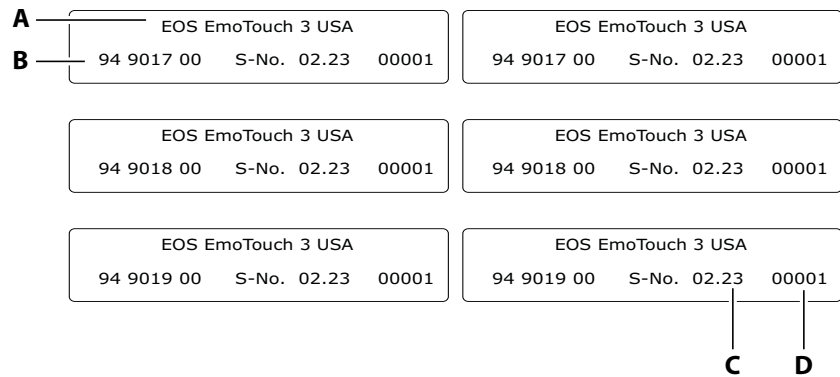 A
EOS EmoTouch 3 USA
EOS EmoTouch 3 USA
B
94 9017 00 S-No. 02.23 00001
94 9017 00 S-No. 02.23 00001
EOS EmoTouch 3 USA
EOS EmoTouch 3 USA
94 9018 00 S-No. 02.23 00001
94 9018 00 S-No. 02.23 00001
EOS EmoTouch 3 USA
EOS EmoTouch 3 USA
94 9019 00 S-No. 02.23 00001
94 9019 00 S-No. 02.23 00001
C
D